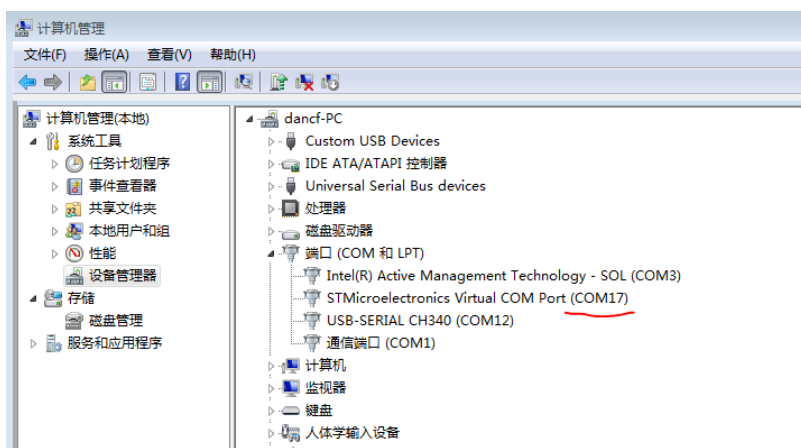 计算机管理
文件(F) 操作(A) 查看(V) 帮助(H)
计算机管理(本地)
系统工具
任务计划程序
事件查看器
共享文件夹
本地用户和组
性能
设备管理器
存储
磁盘管理
服务和应用程序
dancf-PC
Custom USB Devices
IDE ATA/ATAPI 控制器
Universal Serial Bus devices
处理器
磁盘驱动器
端口 (COM 和 LPT)
Intel(R) Active Management Technology - SOL (COM3)
STMicroelectronics Virtual COM Port (COM17)
USB-SERIAL CH340 (COM12)
通信端口 (COM1)
计算机
监视器
键盘
人体学输入设备